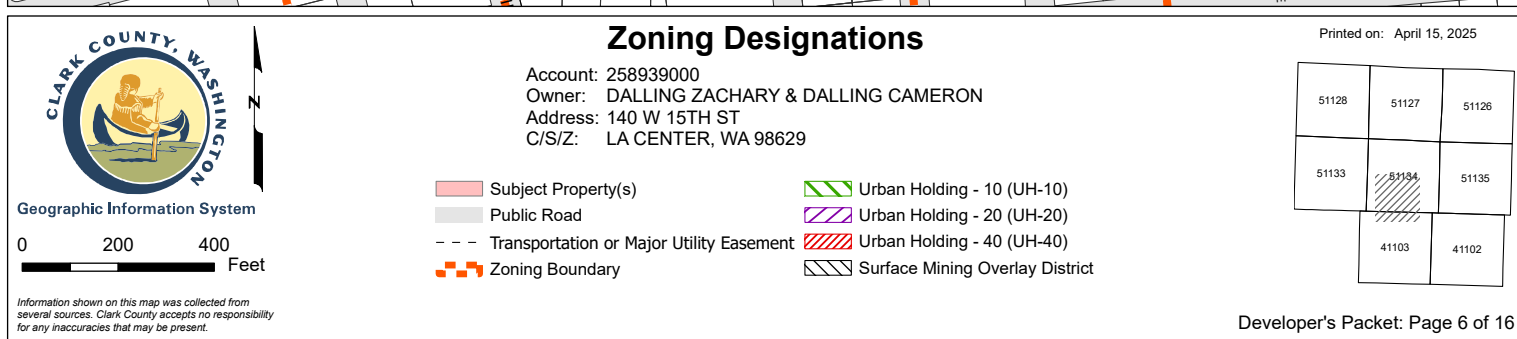 CLARK COUNTY, WASHINGTON
N
Geographic Information System
0 200 400
Feet
Information shown on this map was collected from
several sources. Clark County accepts no responsibility
for any inaccuracies that may be present.
Zoning Designations
Account: 258939000
Owner: DALLING ZACHARY & DALLING CAMERON
Address: 140 W 15TH ST
C/S/Z: LA CENTER, WA 98629
Subject Property(s)
Public Road
Transportation or Major Utility Easement
Zoning Boundary
Urban Holding - 10 (UH-10)
Urban Holding - 20 (UH-20)
Urban Holding - 40 (UH-40)
Surface Mining Overlay District
Printed on: April 15, 2025
51128 51127 51126
51133 51134 51135
41103 41102
Developer's Packet: Page 6 of 16